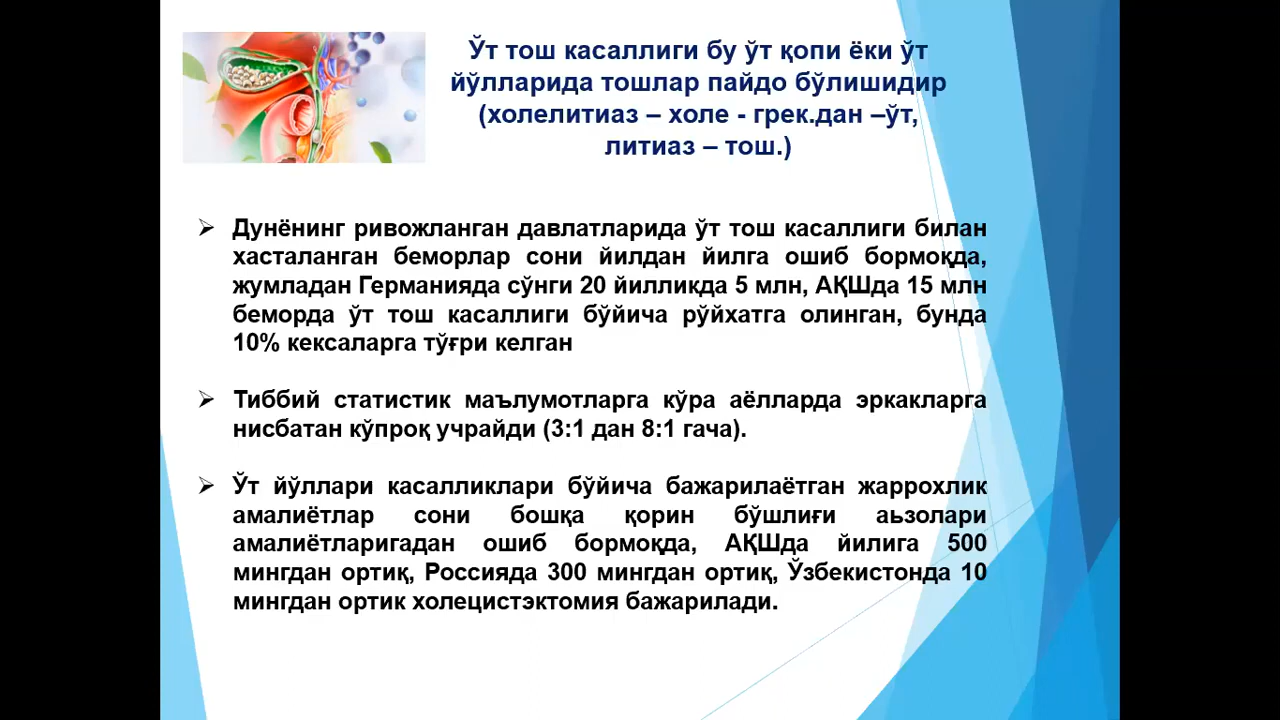 Ўт тош касаллиги бу ўт қопи ёки ўт
йўлларида тошлар пайдо бўлишидир
(холелитиаз – холе - грек.дан –ўт,
литиаз – тош.)
➢ Дунёнинг ривожланган давлатларида ўт тош касаллиги билан
хасталанган беморлар сони йилдан йилга ошиб бормоқда,
жумладан Германияда сўнги 20 йилликда 5 млн, АҚШда 15 млн
беморда ўт тош касаллиги бўйича рўйхатга олинган, бунда
10% кексаларга тўғри келган
➢ Тиббий статистик маълумотларга кўра аёлларда эркакларга
нисбатан кўпроқ учрайди (3:1 дан 8:1 гача).
➢ Ўт йўллари касалликлари бўйича бажарилаётган жаррохлик
амалиётлар сони бошқа қорин бўшлиғи аьзолари
амалиётларигадан ошиб бормоқда, АҚШда йилига 500
мингдан ортиқ, Россияда 300 мингдан ортиқ, Ўзбекистонда 10
мингдан ортик холецистэктомия бажарилади.